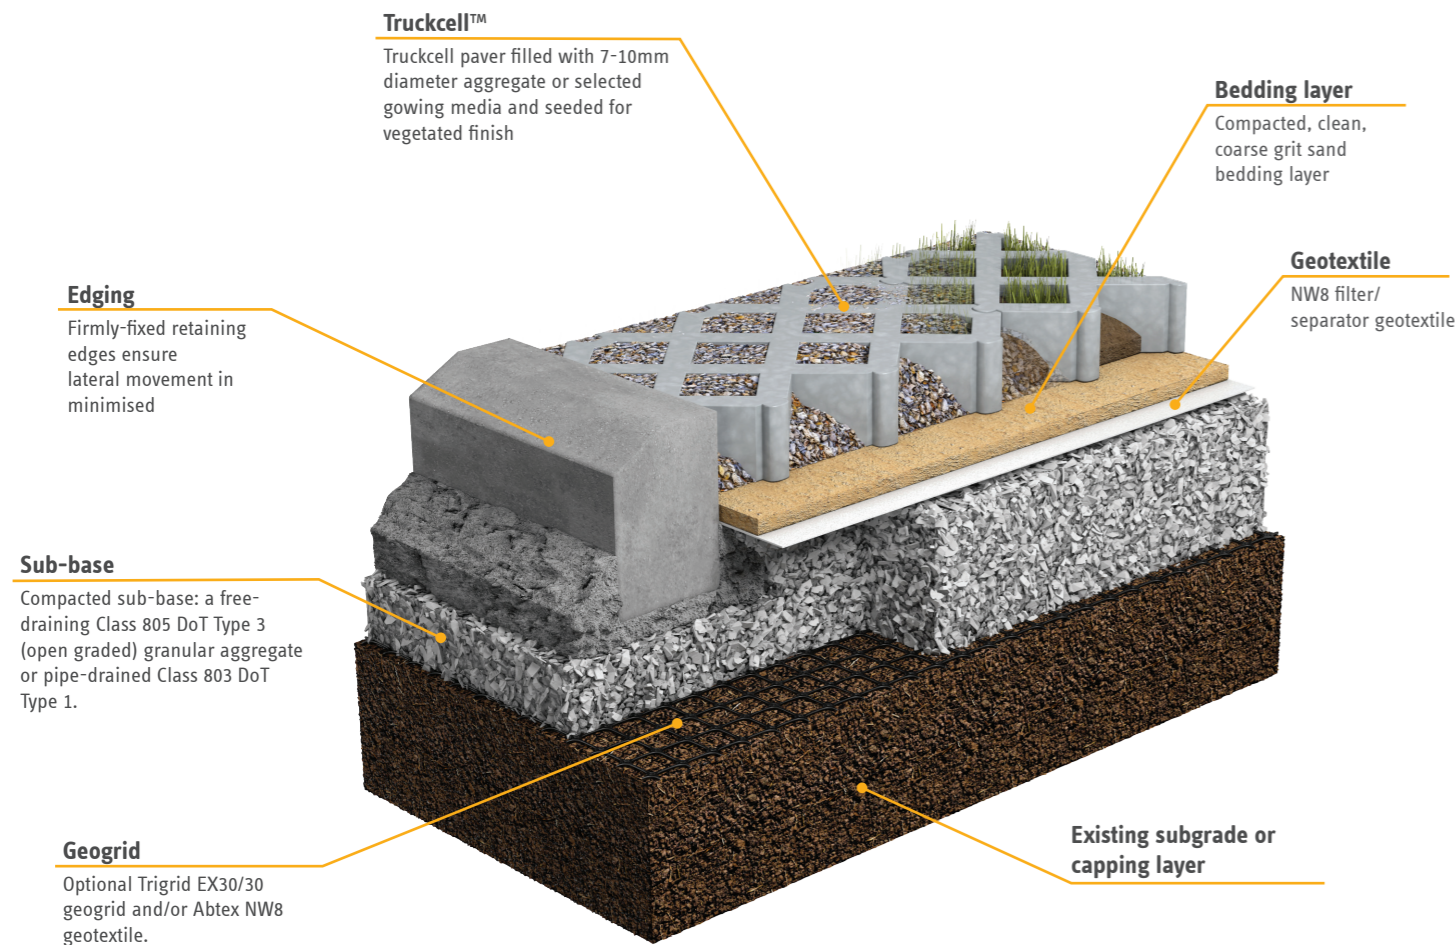 Truckcell™
Truckcell paver filled with 7-10mm
diameter aggregate or selected
gowing media and seeded for
vegetated finish
Bedding layer
Compacted, clean,
coarse grit sand
bedding layer
Geotextile
NW8 filter/
separator geotextile
Edging
Firmly-fixed retaining
edges ensure
lateral movement in
minimised
Sub-base
Compacted sub-base: a free-
draining Class 805 DoT Type 3
(open graded) granular aggregate
or pipe-drained Class 803 DoT
Type 1.
Geogrid
Optional Trigrid EX30/30
geogrid and/or Abtex NW8
geotextile.
Existing subgrade or
capping layer